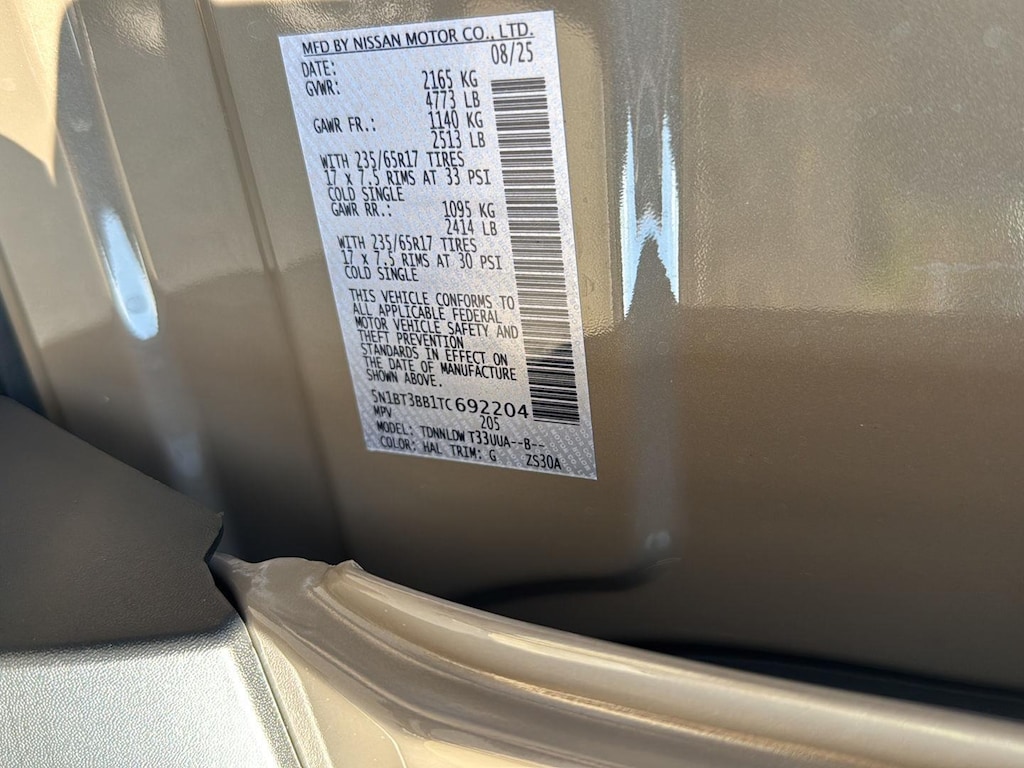 MFD BY NISSAN MOTOR CO., LTD.
DATE: 08/25
GVWR: 2165 KG
4773 LB
GAWR FR.: 1140 KG
2513 LB
WITH 235/65R17 TIRES
17 x 7.5 RIMS AT 33 PSI
COLD SINGLE
GAWR RR.: 1095 KG
2414 LB
WITH 235/65R17 TIRES
17 x 7.5 RIMS AT 30 PSI
COLD SINGLE
THIS VEHICLE CONFORMS TO
ALL APPLICABLE FEDERAL
MOTOR VEHICLE SAFETY AND
THEFT PREVENTION
STANDARDS IN EFFECT ON
THE DATE OF MANUFACTURE
SHOWN ABOVE.
5N1BT3BB1TC692204
MPV 205
MODEL: TDNNLDW T33UUA--B--
COLOR: HAL TRIM: G ZS30A